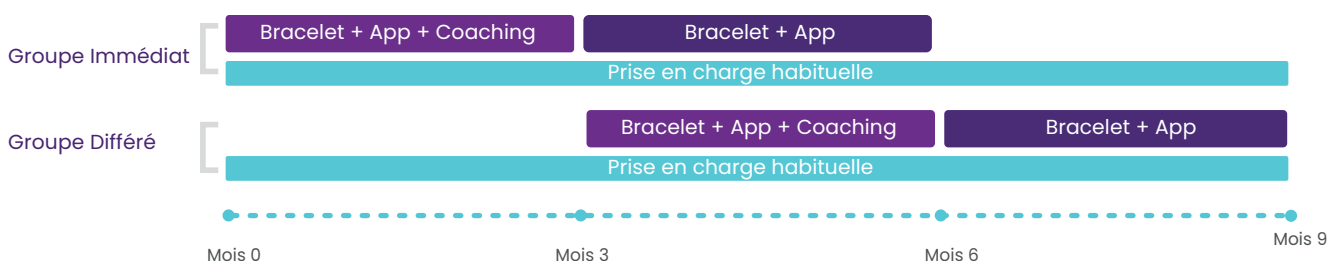 Bracelet + App + Coaching
Bracelet + App
Groupe Immédiat
Prise en charge habituelle
Bracelet + App + Coaching
Bracelet + App
Groupe Différé
Prise en charge habituelle
Mois 0
Mois 3
Mois 6
Mois 9